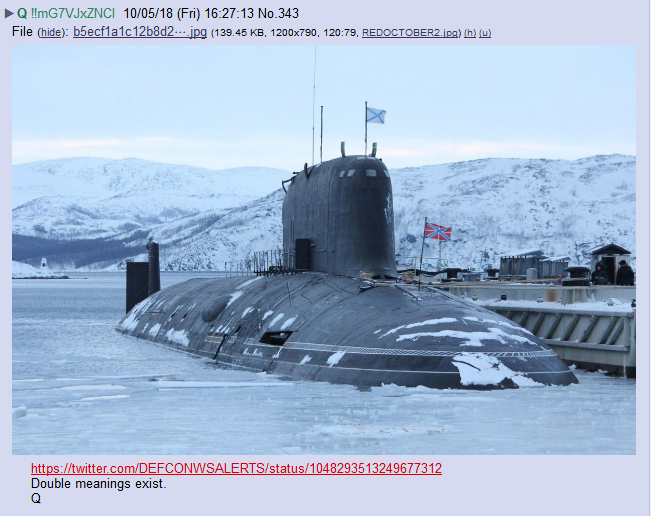 ▶ Q !!mG7VJxZNCI 10/05/18 (Fri) 16:27:13 No.343
File (hide): b5ecf1a1c12b8d2⋯.jpg (139.45 KB, 1200x790, 120:79, REDOCTOBER2.jpg) (h) (u)
https://twitter.com/DEFCONWSALERTS/status/1048293513249677312
Double meanings exist.
Q